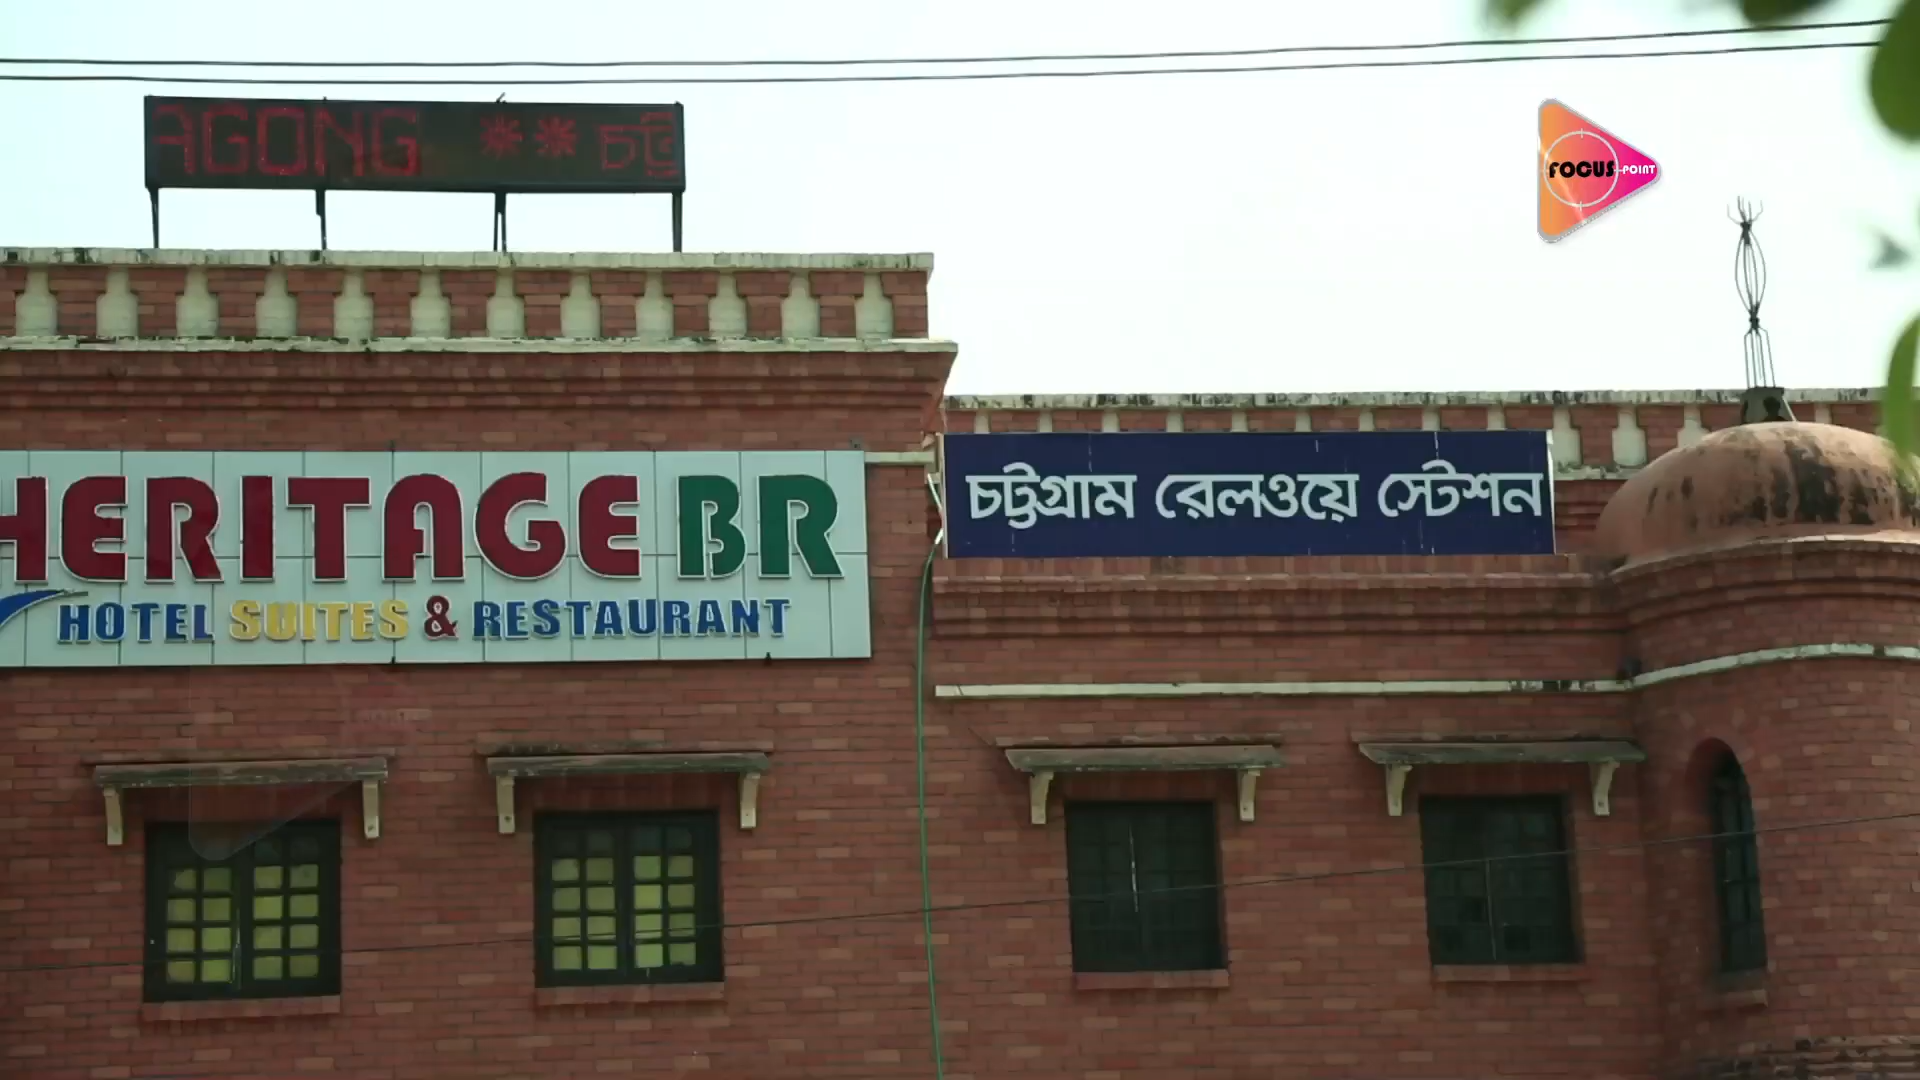 AGONG ** চট্ট
FOCUS POINT
HERITAGE BR
HOTEL SUITES & RESTAURANT
চট্টগ্রাম রেলওয়ে স্টেশন